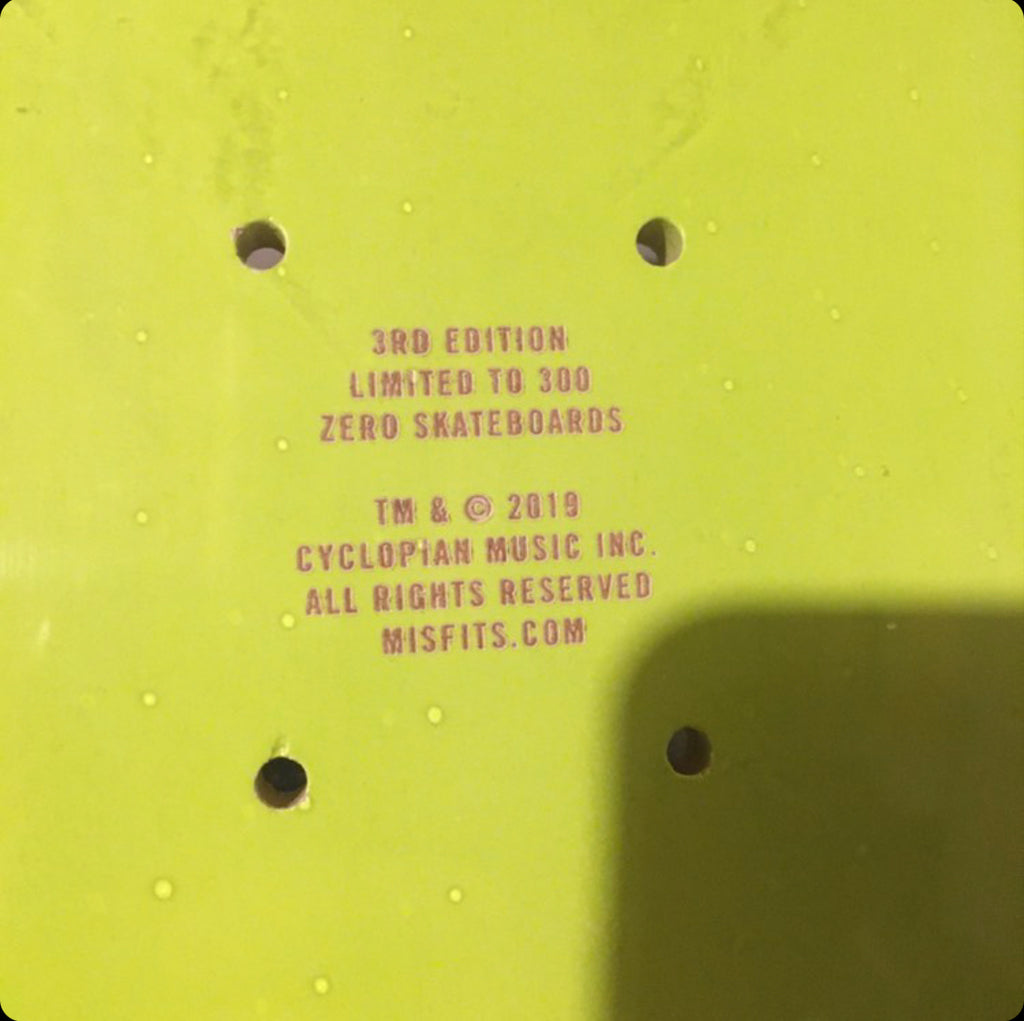 3RD EDITION
LIMITED TO 300
ZERO SKATEBOARDS
TM & © 2019
CYCLOPIAN MUSIC INC.
ALL RIGHTS RESERVED
MISFITS.COM